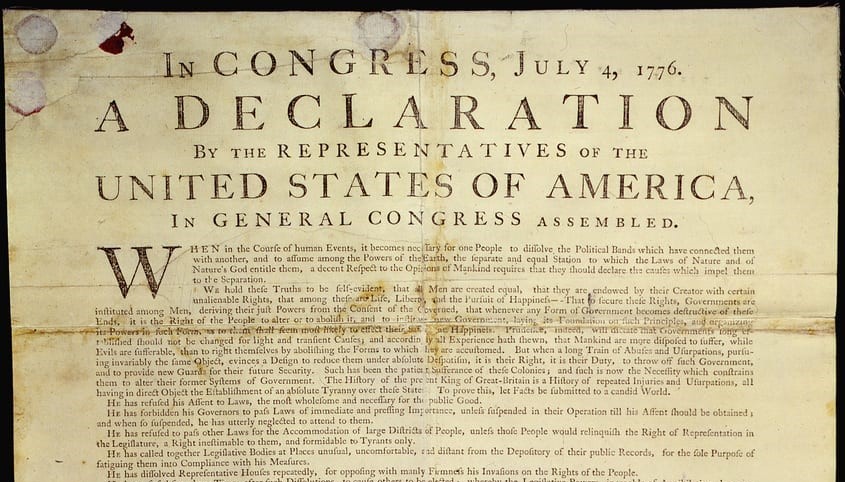 IN CONGRESS, JULY 4, 1776.
A DECLARATION
BY THE REPRESENTATIVES OF THE
UNITED STATES OF AMERICA,
IN GENERAL CONGRESS ASSEMBLED.
WHEN in the Courſe of human Events, it becomes neceſſary for one People to diſſolve the Political Bands which have connected them
with another, and to aſſume among the Powers of the Earth, the ſeparate and equal Station to which the Laws of Nature and of
Nature's God entitle them, a decent Reſpect to the Opinions of Mankind requires that they ſhould declare the cauſes which impel them
to the Separation.
WE hold theſe Truths to be ſelf-evident, that all Men are created equal, that they are endowed by their Creator with certain
unalienable Rights, that among theſe are Life, Liberty, and the Purſuit of Happineſs—-That to ſecure theſe Rights, Governments are
inſtituted among Men, deriving their juſt Powers from the Conſent of the Governed, that whenever any Form of Government becomes deſtructive of theſe
Ends, it is the Right of the People to alter or to aboliſh it, and to inſtitute new Government, laying its Foundation on ſuch Principles, and organizing
its Powers in ſuch Form, as to them ſhall ſeem moſt likely to effect their Safety and Happineſs. Prudence, indeed, will dictate that Governments long eſ-
tabliſhed ſhould not be changed for light and tranſient Cauſes; and accordingly all Experience hath ſhewn, that Mankind are more diſpoſed to ſuffer, while
Evils are ſufferable, than to right themſelves by aboliſhing the Forms to which they are accuſtomed. But when a long Train of Abuſes and Uſurpations, purſu-
ing invariably the ſame Object, evinces a Deſign to reduce them under abſolute Deſpotiſm, it is their Right, it is their Duty, to throw off ſuch Government,
and to provide new Guards for their future Security. Such has been the patient Sufferance of theſe Colonies; and ſuch is now the Neceſſity which conſtrains
them to alter their former Syſtems of Government. The Hiſtory of the preſent King of Great-Britain is a Hiſtory of repeated Injuries and Uſurpations, all
having in direct Object the Eſtabliſhment of an abſolute Tyranny over theſe States. To prove this, let Facts be ſubmitted to a candid World.
HE has refuſed his Aſſent to Laws, the moſt wholeſome and neceſſary for the public Good.
HE has forbidden his Governors to paſs Laws of immediate and preſſing Importance, unleſs ſuſpended in their Operation till his Aſſent ſhould be obtained;
and when ſo ſuſpended, he has utterly neglected to attend to them.
HE has refuſed to paſs other Laws for the Accommodation of large Diſtricts of People, unleſs thoſe People would relinquiſh the Right of Repreſentation in
the Legiſlature, a Right ineſtimable to them, and formidable to Tyrants only.
HE has called together Legiſlative Bodies at Places unuſual, uncomfortable, and diſtant from the Depoſitory of their public Records, for the ſole Purpoſe of
fatiguing them into Compliance with his Meaſures.
HE has diſſolved Repreſentative Houſes repeatedly, for oppoſing with manly Firmneſs his Invaſions on the Rights of the People.